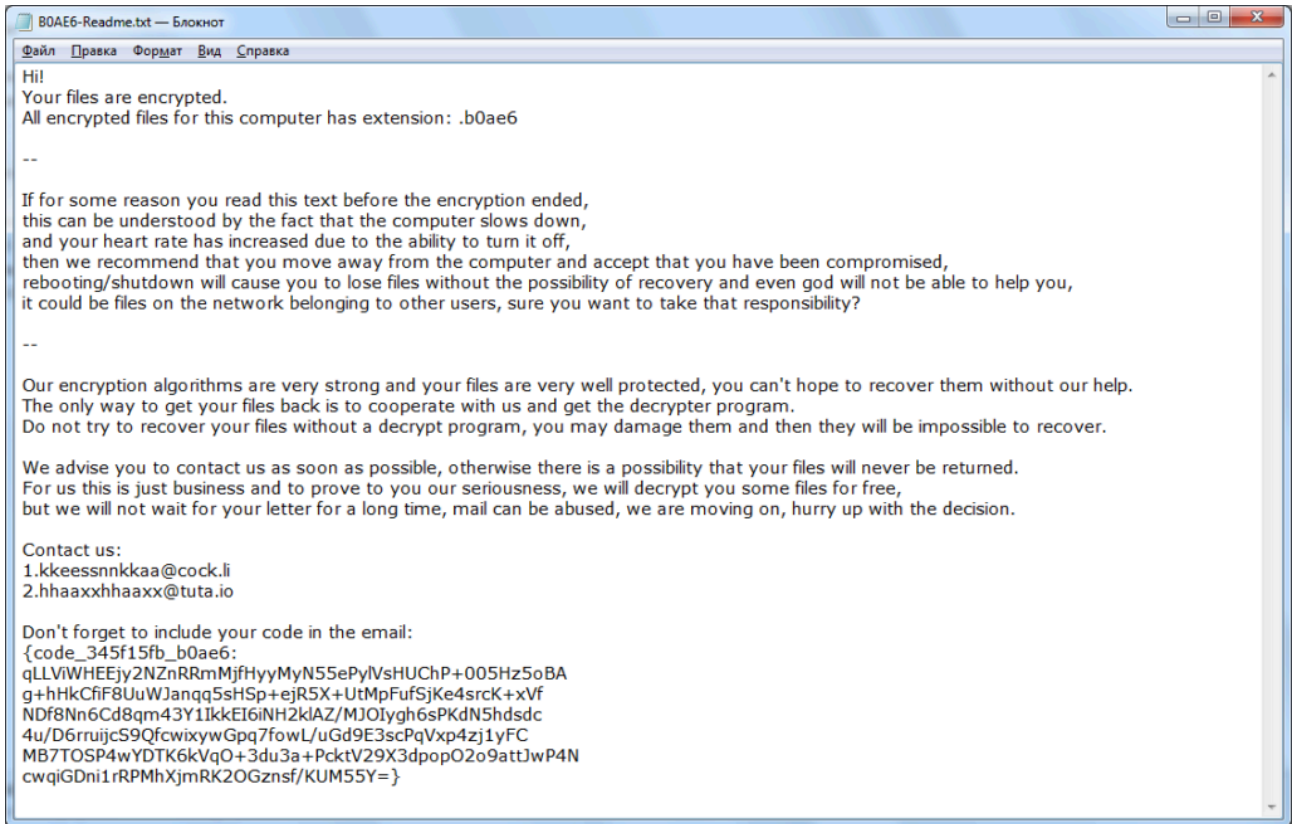 B0AE6-Readme.txt — Блокнот
Файл Правка Формат Вид Справка
Hi!
Your files are encrypted.
All encrypted files for this computer has extension: .b0ae6
--
If for some reason you read this text before the encryption ended,
this can be understood by the fact that the computer slows down,
and your heart rate has increased due to the ability to turn it off,
then we recommend that you move away from the computer and accept that you have been compromised,
rebooting/shutdown will cause you to lose files without the possibility of recovery and even god will not be able to help you,
it could be files on the network belonging to other users, sure you want to take that responsibility?
--
Our encryption algorithms are very strong and your files are very well protected, you can't hope to recover them without our help.
The only way to get your files back is to cooperate with us and get the decrypter program.
Do not try to recover your files without a decrypt program, you may damage them and then they will be impossible to recover.
We advise you to contact us as soon as possible, otherwise there is a possibility that your files will never be returned.
For us this is just business and to prove to you our seriousness, we will decrypt you some files for free,
but we will not wait for your letter for a long time, mail can be abused, we are moving on, hurry up with the decision.
Contact us:
1.kkeessnnkkaa@cock.li
2.hhaaxxhhaaxx@tuta.io
Don't forget to include your code in the email:
{code_345f15fb_b0ae6:
qLLViWHEEjy2NZnRRmMjfHyyMyN55ePylVsHUChP+005Hz5oBA
g+hHkCfiF8UuWJanqq5sHSp+ejR5X+UtMpFufSjKe4srcK+xVf
NDf8Nn6Cd8qm43Y1IkkEI6iNH2klAZ/MJOIygh6sPKdN5hdsdc
4u/D6rruijcS9QfcwixywGpq7fowL/uGd9E3scPqVxp4zj1yFC
MB7TOSP4wYDTK6kVqO+3du3a+PcktV29X3dpopO2o9attJwP4N
cwqiGDni1rRPMhXjmRK2OGznsf/KUM55Y=}